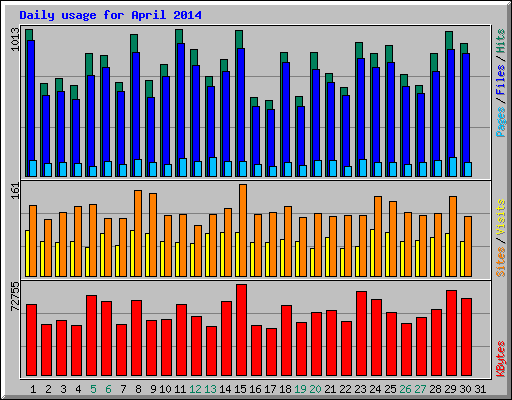 Daily usage for April 2014
1013
Pages / Files / Hits
161
Sites / Visits
72755
KBytes
1 2 3 4 5 6 7 8 9 10 11 12 13 14 15 16 17 18 19 20 21 22 23 24 25 26 27 28 29 30 31